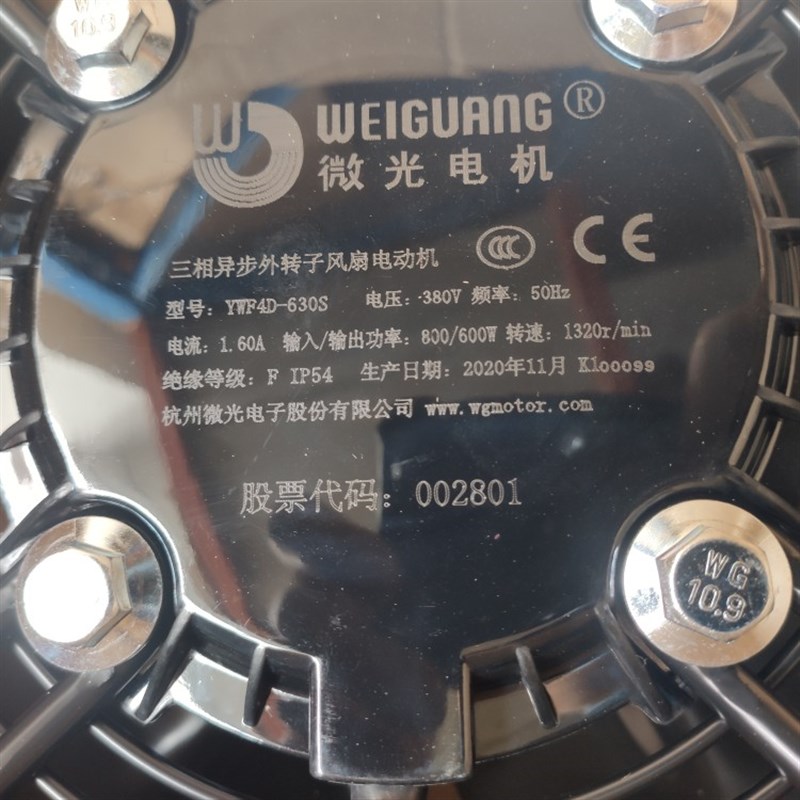 WG
10.9
W
WEIGUANG®
微光电机
CCC CE
三相异步外转子风扇电动机
型号：YWF4D-630S 电压：380V 频率：50Hz
电流：1.60A 输入/输出功率：800/600W 转速：1320r/min
绝缘等级：F IP54 生产日期：2020年11月 K100099
杭州微光电子股份有限公司 www.wgmotor.com
股票代码：002801
WG
10.9